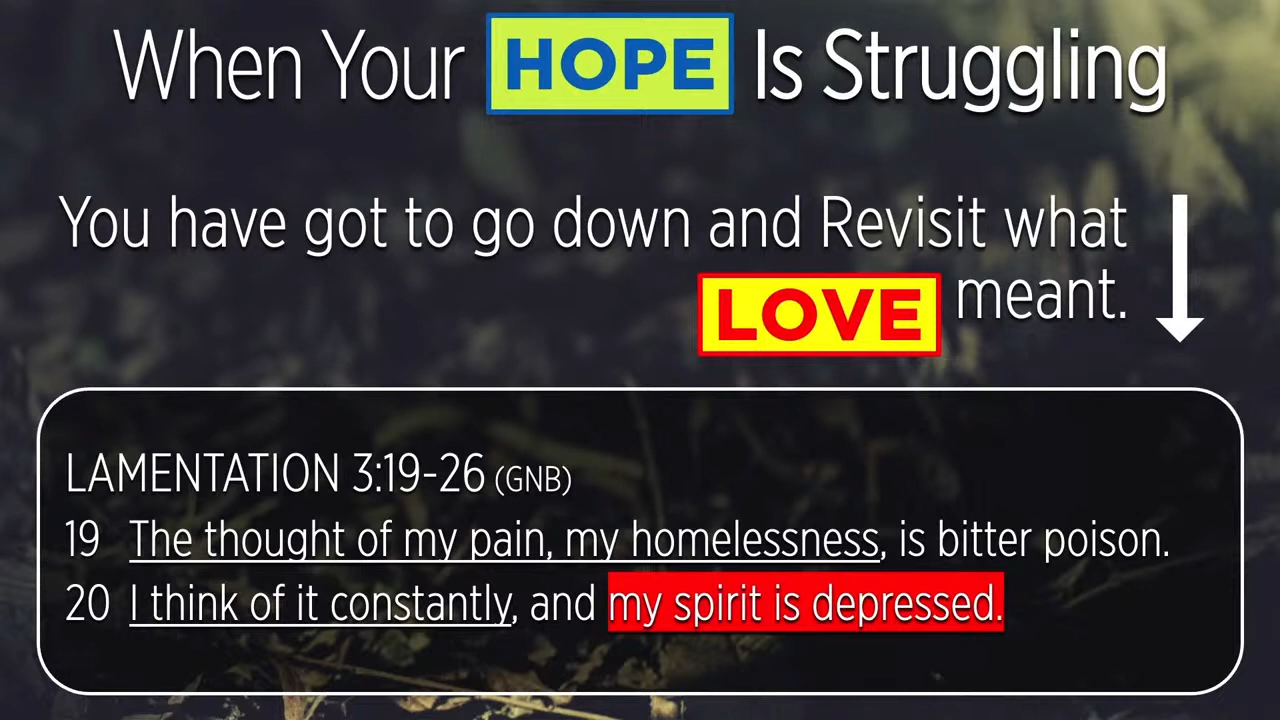 When Your HOPE Is Struggling
You have got to go down and Revisit what
LOVE meant.
LAMENTATION 3:19-26 (GNB)
19 The thought of my pain, my homelessness, is bitter poison.
20 I think of it constantly, and my spirit is depressed.